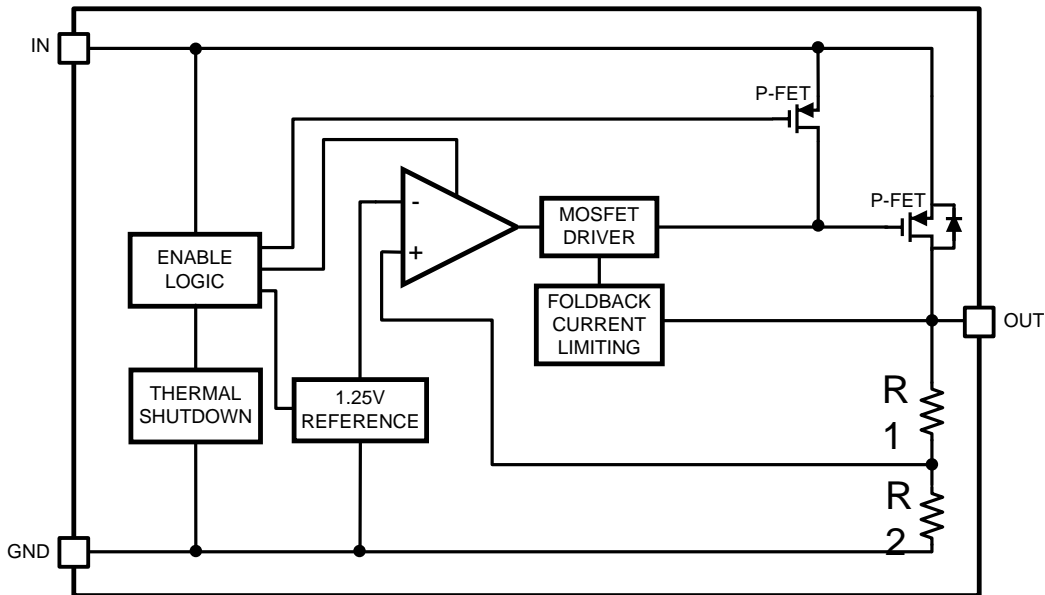 IN
P-FET
P-FET
-
MOSFET
DRIVER
+
ENABLE
LOGIC
FOLDBACK
CURRENT
LIMITING
OUT
THERMAL
SHUTDOWN
1.25V
REFERENCE
R
1
R
2
GND